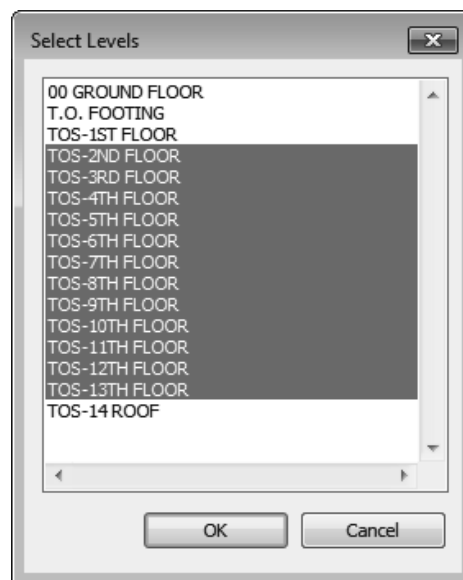 Select Levels
00 GROUND FLOOR
T.O. FOOTING
TOS-1ST FLOOR
TOS-2ND FLOOR
TOS-3RD FLOOR
TOS-4TH FLOOR
TOS-5TH FLOOR
TOS-6TH FLOOR
TOS-7TH FLOOR
TOS-8TH FLOOR
TOS-9TH FLOOR
TOS-10TH FLOOR
TOS-11TH FLOOR
TOS-12TH FLOOR
TOS-13TH FLOOR
TOS-14 ROOF
OK Cancel